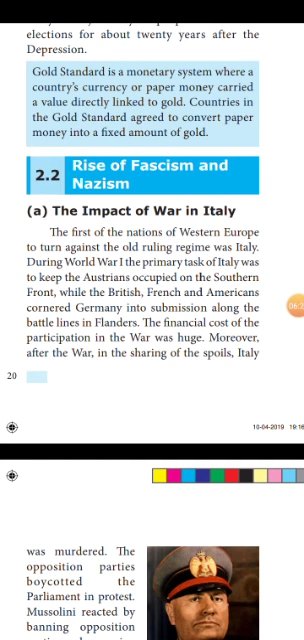 elections for about twenty years after the
Depression.
Gold Standard is a monetary system where a
country's currency or paper money carried
a value directly linked to gold. Countries in
the Gold Standard agreed to convert paper
money into a fixed amount of gold.
2.2 Rise of Fascism and
Nazism
(a) The Impact of War in Italy
The first of the nations of Western Europe
to turn against the old ruling regime was Italy.
During World War I the primary task of Italy was
to keep the Austrians occupied on the Southern
Front, while the British, French and Americans
cornered Germany into submission along the
battle lines in Flanders. The financial cost of the
participation in the War was huge. Moreover,
after the War, in the sharing of the spoils, Italy
20
10-04-2019 19:16
was murdered. The
opposition parties
boycotted the
Parliament in protest.
Mussolini reacted by
banning opposition